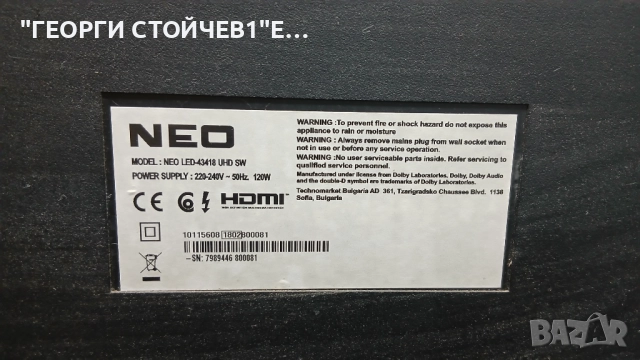 "ГЕОРГИ СТОЙЧЕВ1"Е...
NEO
MODEL : NEO LED-43418 UHD SW
POWER SUPPLY : 220-240V ~ 50Hz. 120W
HDMI
10115608 1802 800081
-SN: 7989446 800081
WARNING : To prevent fire or shock hazard do not expose this
appliance to rain or moisture
WARNING : Always remove mains plug from wall socket when
not in use or before any service operation.
WARNING : No user serviceable parts inside. Refer servicing to
qualified service personnel.
Manufactured under license from Dolby Laboratories. Dolby, Dolby Audio
and the double-D symbol are trademarks of Dolby Laboratories.
Technomarket Bulgaria AD 361, Tzarigradsko Chaussee Blvd. 1138
Sofia, Bulgaria
BAZAR